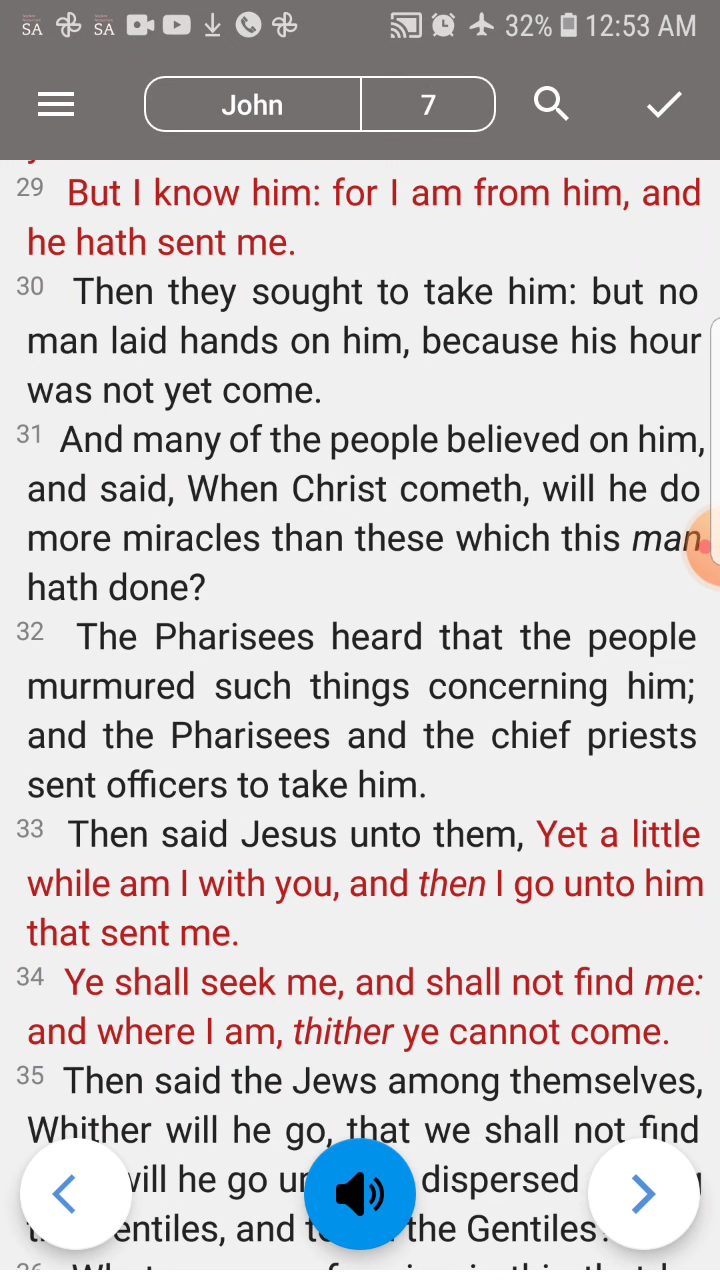 SA SA 32% 12:53 AM
John 7
29 But I know him: for I am from him, and
he hath sent me.
30 Then they sought to take him: but no
man laid hands on him, because his hour
was not yet come.
31 And many of the people believed on him,
and said, When Christ cometh, will he do
more miracles than these which this man
hath done?
32 The Pharisees heard that the people
murmured such things concerning him;
and the Pharisees and the chief priests
sent officers to take him.
33 Then said Jesus unto them, Yet a little
while am I with you, and then I go unto him
that sent me.
34 Ye shall seek me, and shall not find me:
and where I am, thither ye cannot come.
35 Then said the Jews among themselves,
Whither will he go, that we shall not find
will he go dispersed
and the Gentiles?